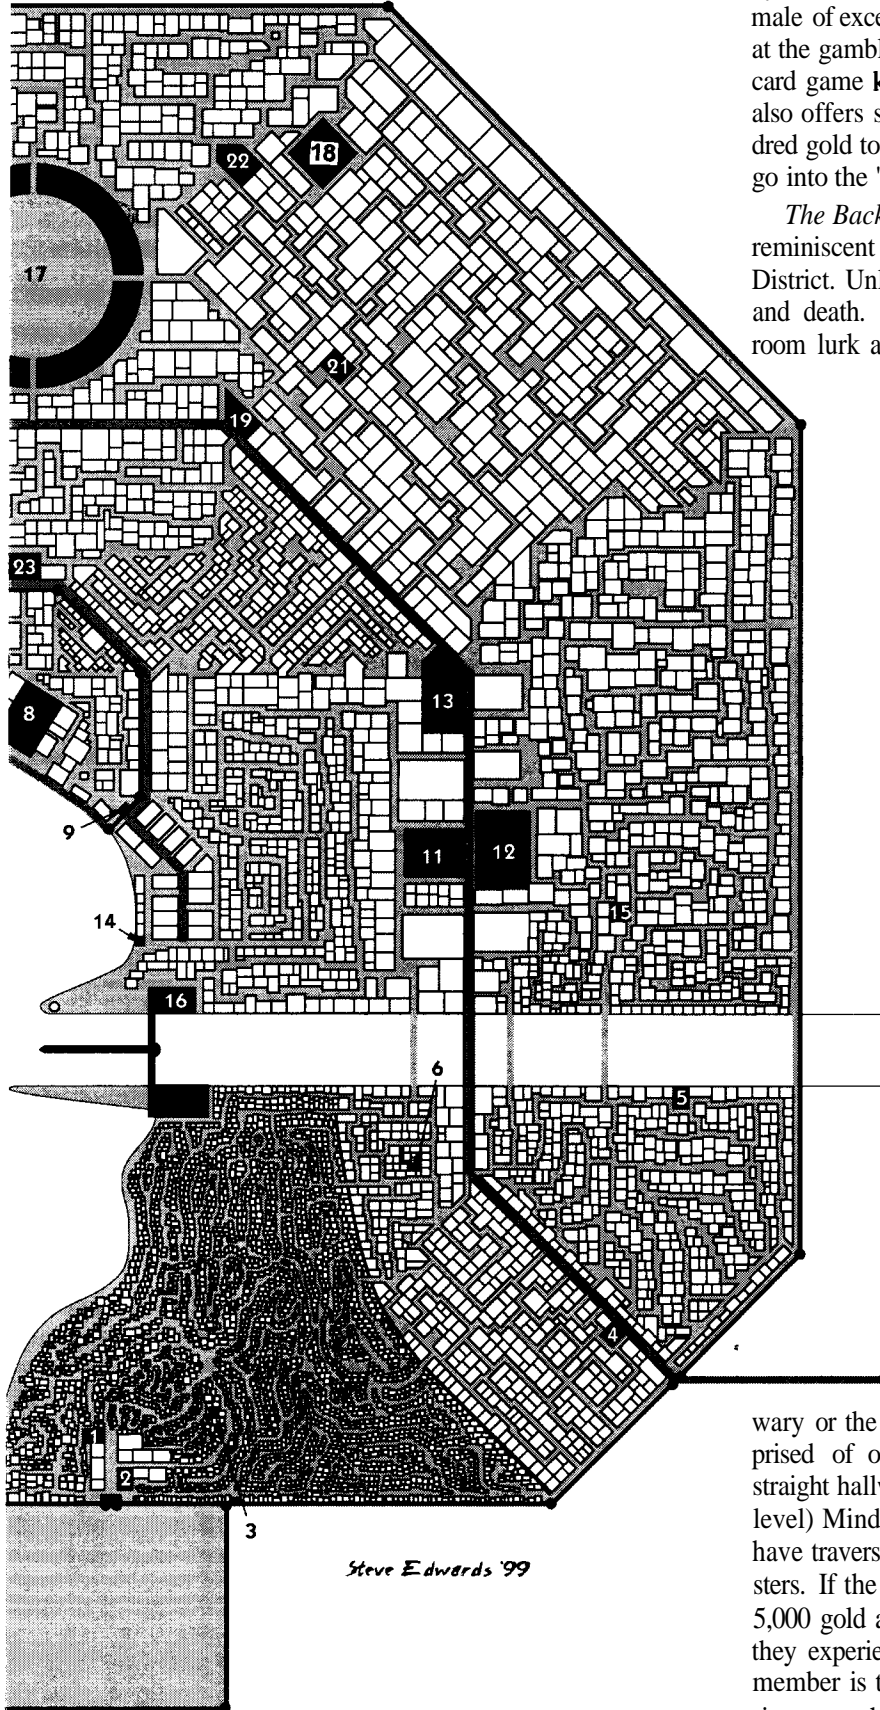 male of exce
at the gambl
card game k
also offers s
dred gold to
go into the "
The Back
reminiscent
District. Unl
and death.
room lurk a
22
18
17
21
19
23
8
13
9
11
12
14
15
16
6
5
4
1
2
3
Steve Edwards '99
wary or the
prised of o
straight hallv
level) Mind
have travers
sters. If the
5,000 gold a
they experie
member is t